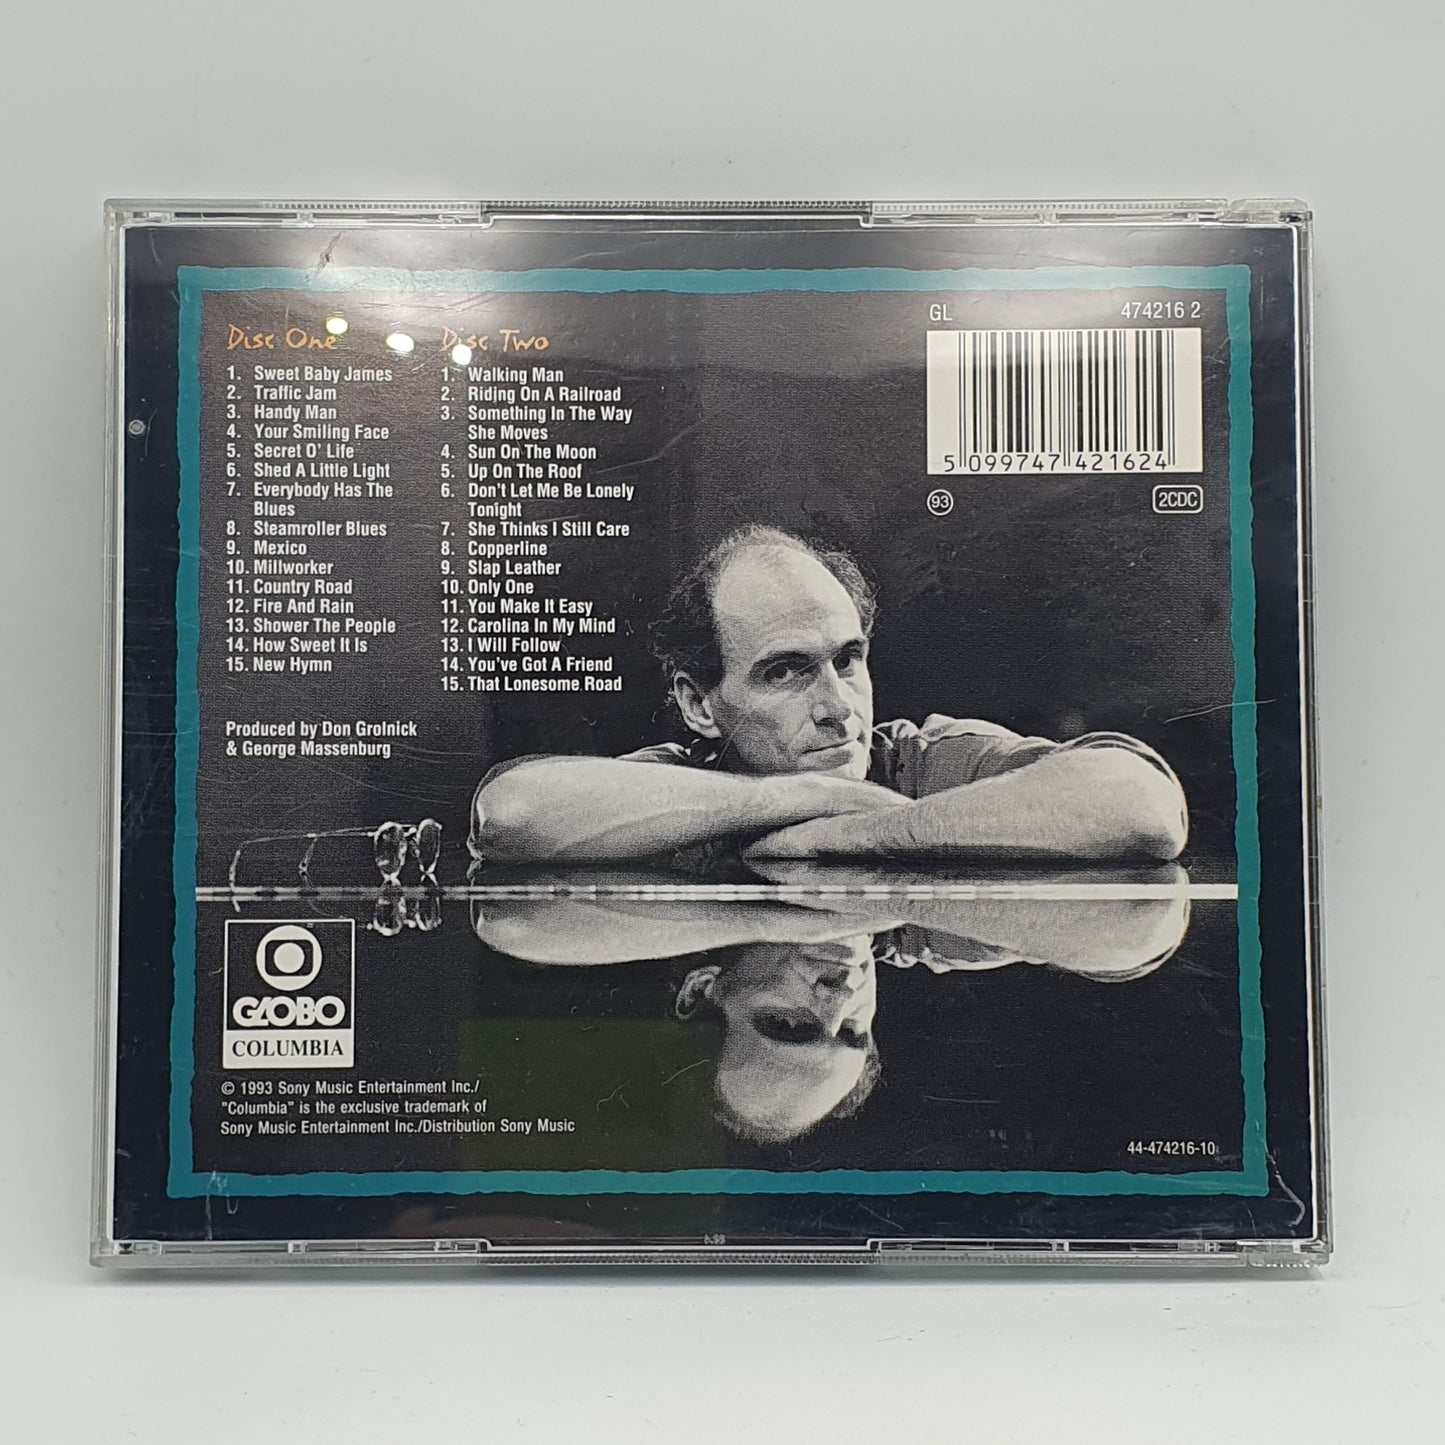 Disc One
1. Sweet Baby James
2. Traffic Jam
3. Handy Man
4. Your Smiling Face
5. Secret O' Life
6. Shed A Little Light
7. Everybody Has The
Blues
8. Steamroller Blues
9. Mexico
10. Millworker
11. Country Road
12. Fire And Rain
13. Shower The People
14. How Sweet It Is
15. New Hymn
Disc Two
1. Walking Man
2. Riding On A Railroad
3. Something In The Way
She Moves
4. Sun On The Moon
5. Up On The Roof
6. Don't Let Me Be Lonely
Tonight
7. She Thinks I Still Care
8. Copperline
9. Slap Leather
10. Only One
11. You Make It Easy
12. Carolina In My Mind
13. I Will Follow
14. You've Got A Friend
15. That Lonesome Road
GL 474216 2
5 099747 421624
93 2CDC
Produced by Don Grolnick
& George Massenburg
GLOBO
COLUMBIA
© 1993 Sony Music Entertainment Inc./
"Columbia" is the exclusive trademark of
Sony Music Entertainment Inc./Distribution Sony Music
44-474216-10